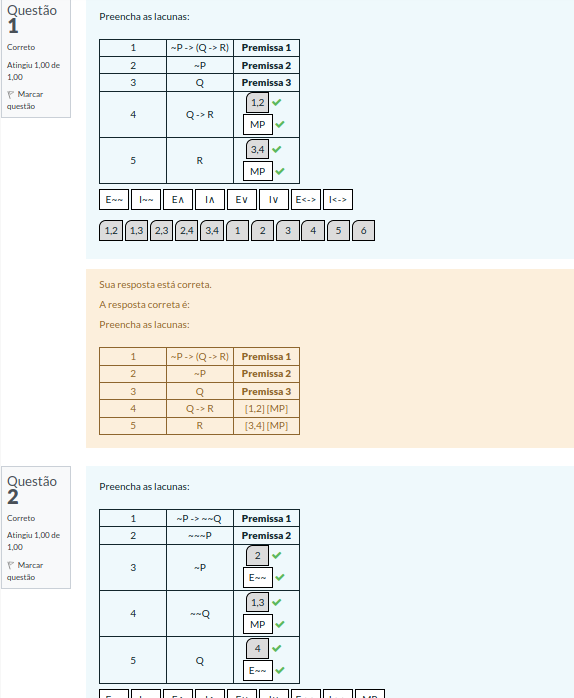 Questão
1
Correto
Atingiu 1,00 de
1,00
Marcar
questão
Preencha as lacunas:
1 ~P -> (Q -> R) Premissa 1
2 ~P Premissa 2
3 Q Premissa 3
4 Q -> R 1,2
MP
5 R 3,4
MP
E~~ I~~ E∧ I∧ E∨ I∨ E<-> I<->
1,2 1,3 2,3 2,4 3,4 1 2 3 4 5 6
Sua resposta está correta.
A resposta correta é:
Preencha as lacunas:
1 ~P -> (Q -> R) Premissa 1
2 ~P Premissa 2
3 Q Premissa 3
4 Q -> R [1,2] [MP]
5 R [3,4] [MP]
Questão
2
Correto
Atingiu 1,00 de
1,00
Marcar
questão
Preencha as lacunas:
1 ~P -> ~~Q Premissa 1
2 ~~~P Premissa 2
3 ~P 2
E~~
4 ~~Q 1,3
MP
5 Q 4
E~~